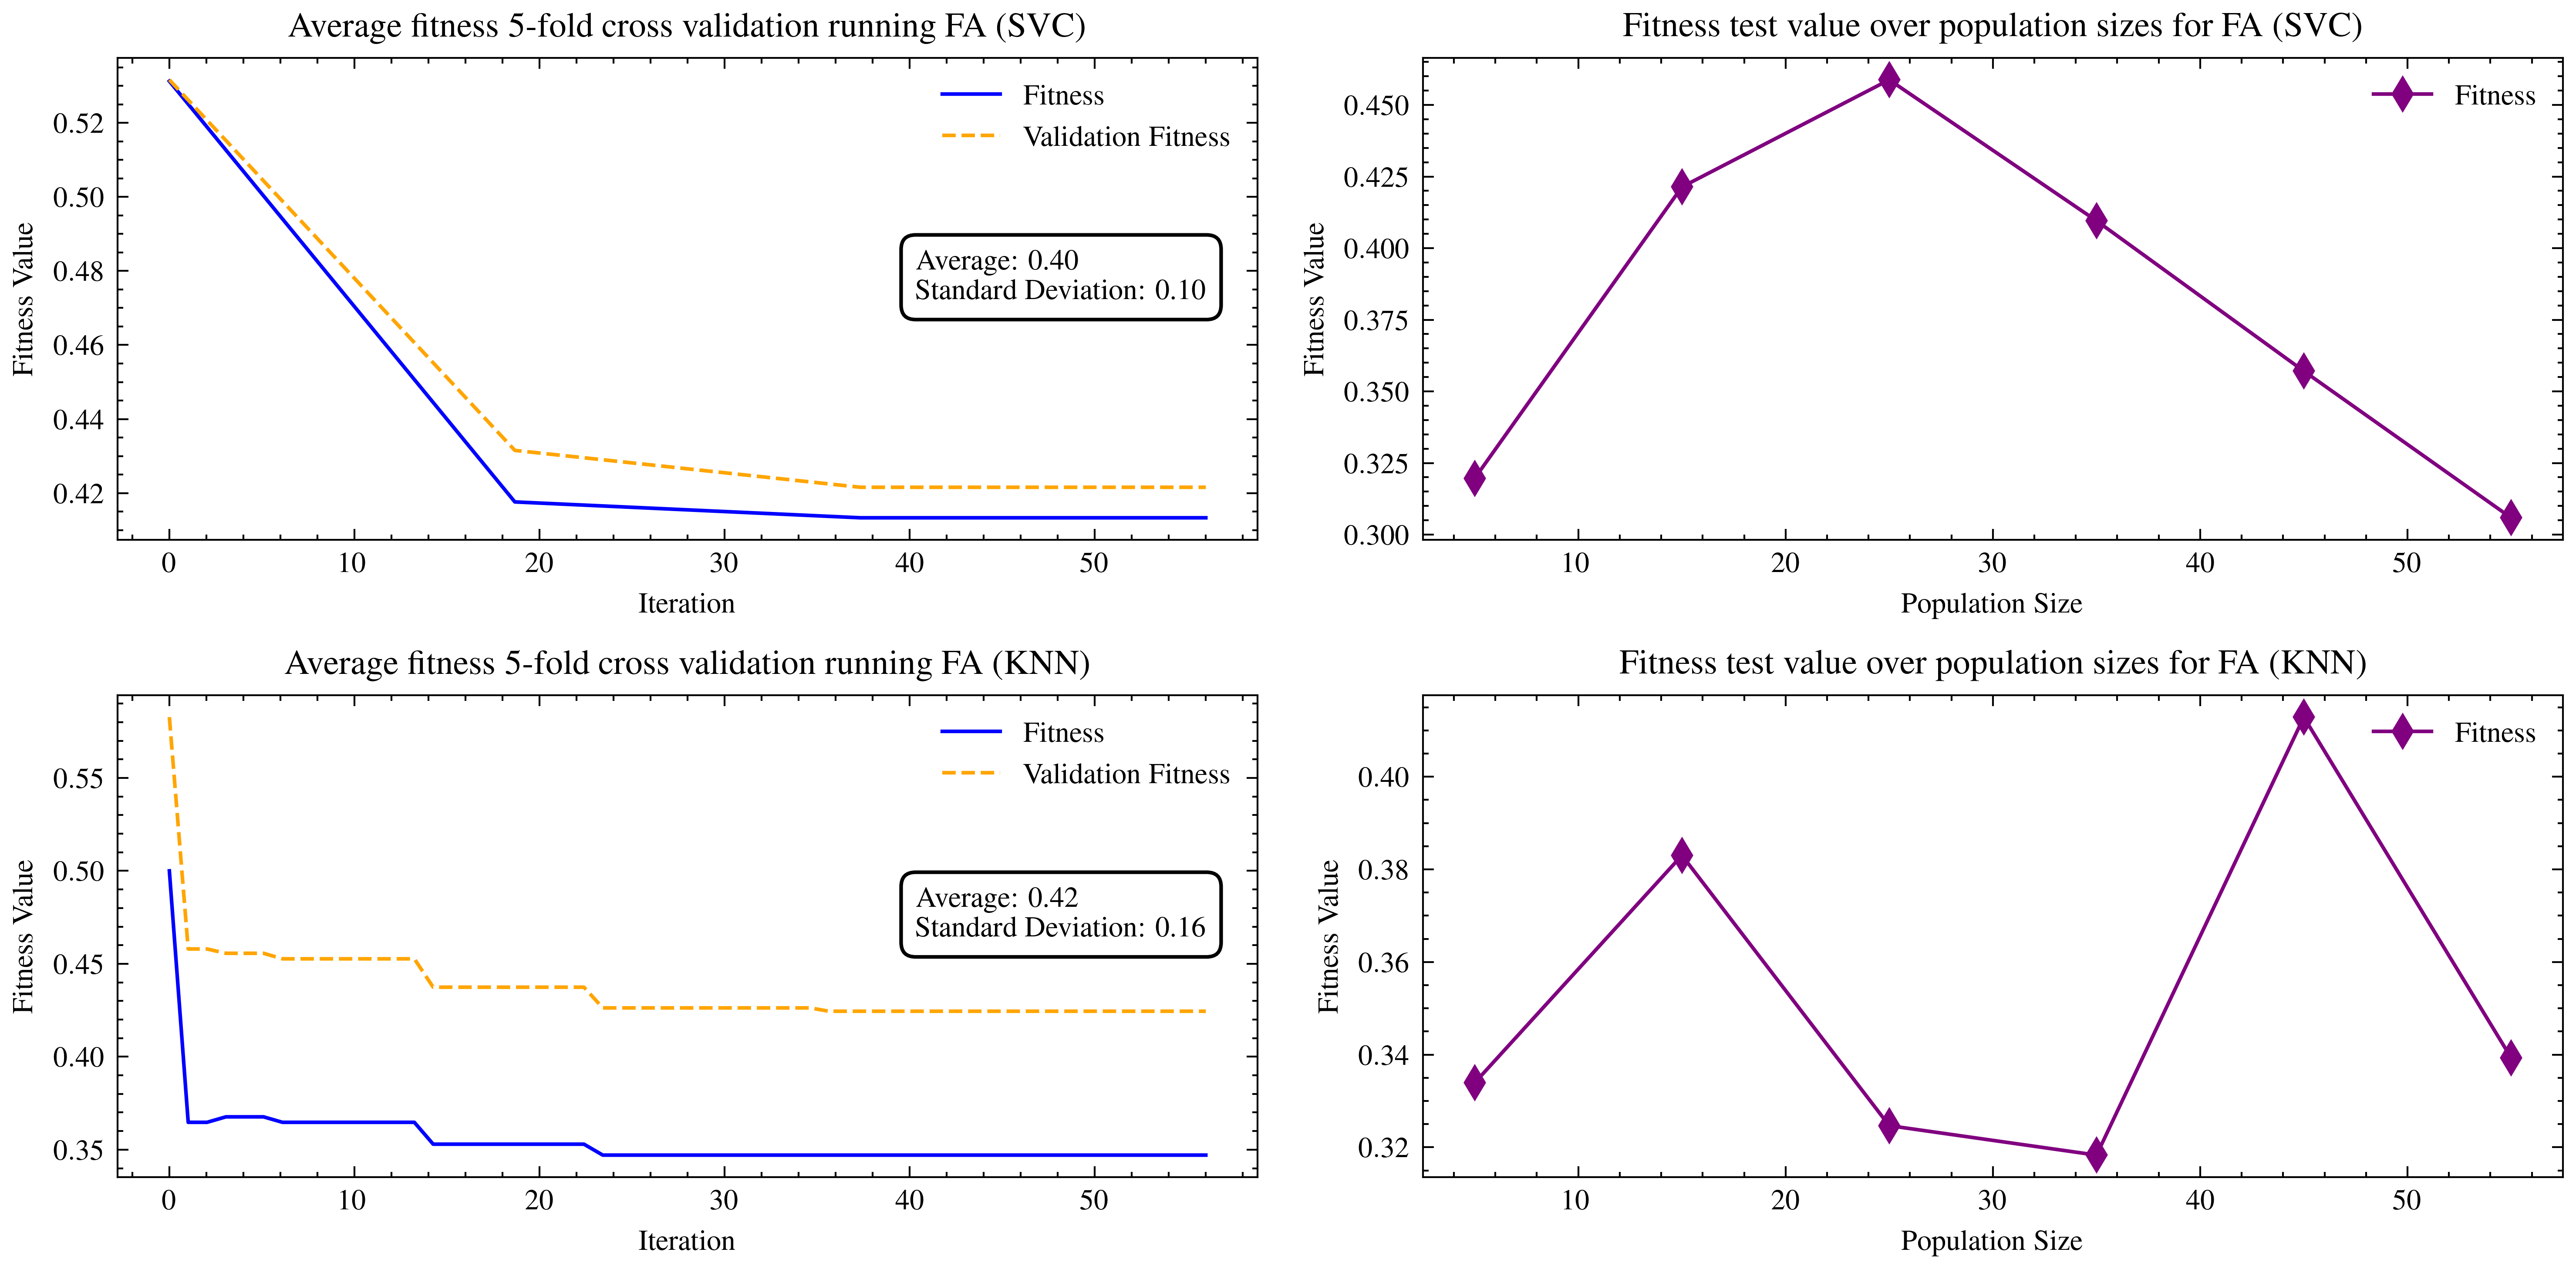 Average fitness 5-fold cross validation running FA (SVC)
Fitness Value
0.52
0.50
0.48
0.46
0.44
0.42
Fitness
Validation Fitness
Average: 0.40
Standard Deviation: 0.10
0 10 20 30 40 50
Iteration
Fitness test value over population sizes for FA (SVC)
Fitness Value
0.450
0.425
0.400
0.375
0.350
0.325
0.300
Fitness
10 20 30 40 50
Population Size
Average fitness 5-fold cross validation running FA (KNN)
Fitness Value
0.55
0.50
0.45
0.40
0.35
Fitness
Validation Fitness
Average: 0.42
Standard Deviation: 0.16
0 10 20 30 40 50
Iteration
Fitness test value over population sizes for FA (KNN)
Fitness Value
0.40
0.38
0.36
0.34
0.32
Fitness
10 20 30 40 50
Population Size